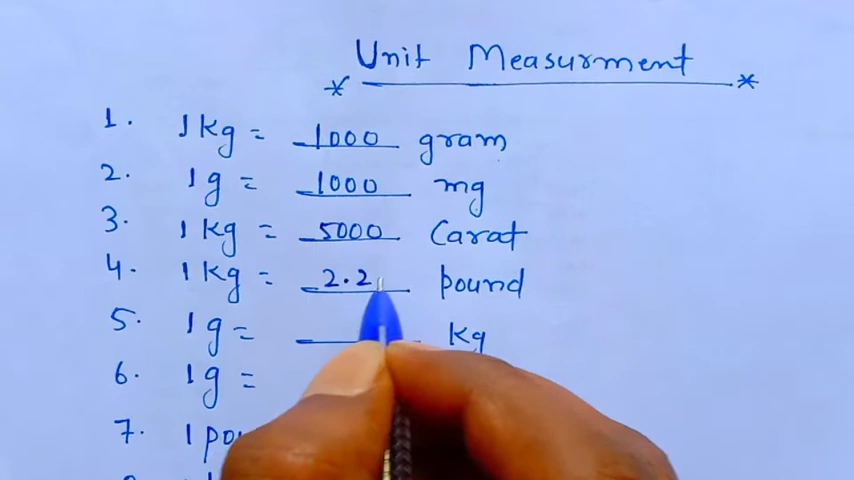 Unit Measurment
1. 1 kg = 1000 gram
2. 1 g = 1000 mg
3. 1 kg = 5000 Carat
4. 1 kg = 2.2 pound
5. 1 g = kg
6. 1 g =
7. 1